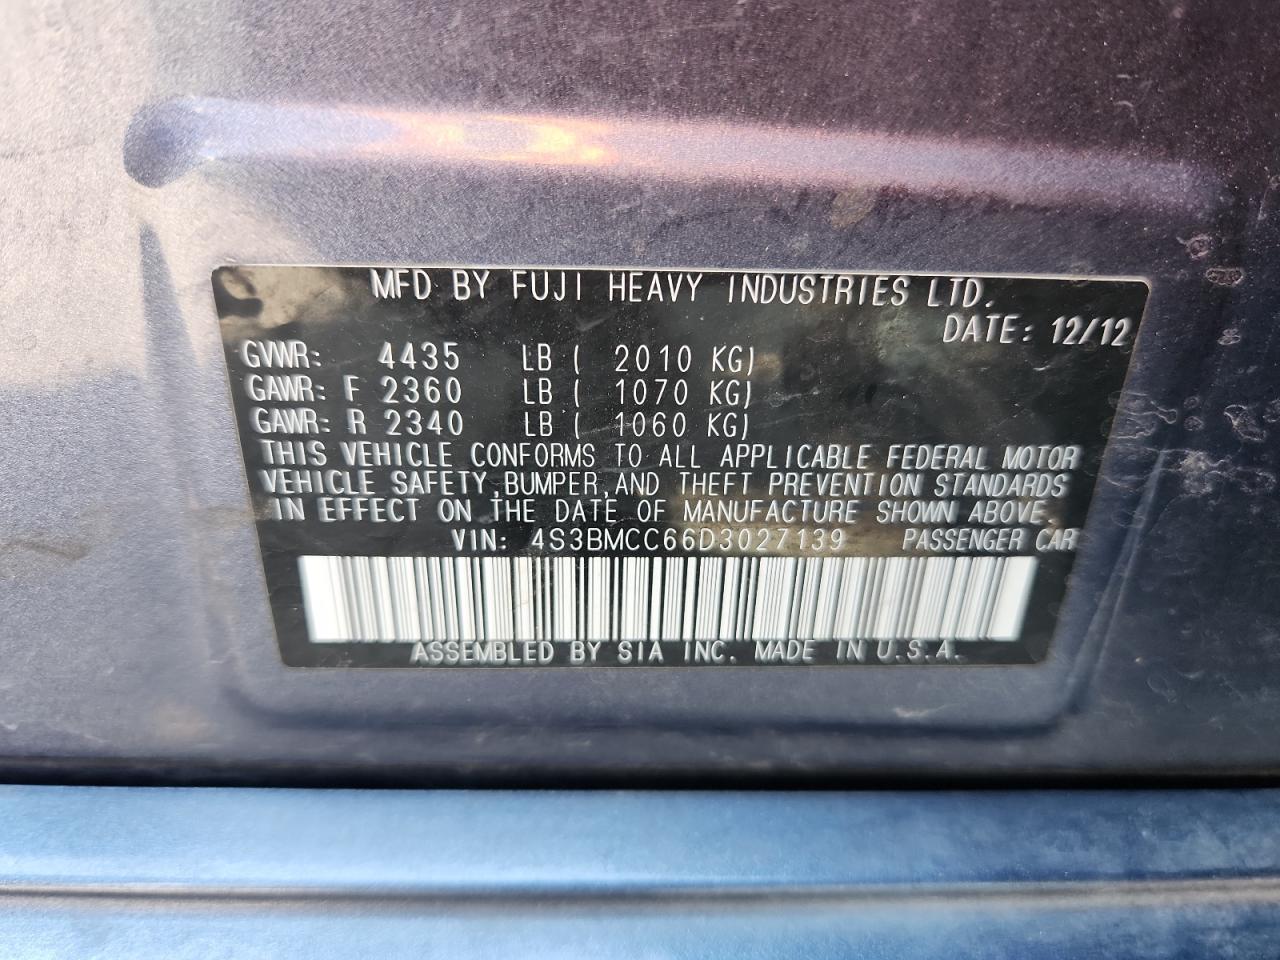 MFD BY FUJI HEAVY INDUSTRIES LTD.
DATE: 12/12
GVWR: 4435 LB ( 2010 KG)
GAWR: F 2360 LB ( 1070 KG)
GAWR: R 2340 LB ( 1060 KG)
THIS VEHICLE CONFORMS TO ALL APPLICABLE FEDERAL MOTOR
VEHICLE SAFETY,BUMPER,AND THEFT PREVENTION STANDARDS
IN EFFECT ON THE DATE OF MANUFACTURE SHOWN ABOVE.
VIN: 4S3BMCC66D3027139 PASSENGER CAR
ASSEMBLED BY SIA INC. MADE IN U.S.A.